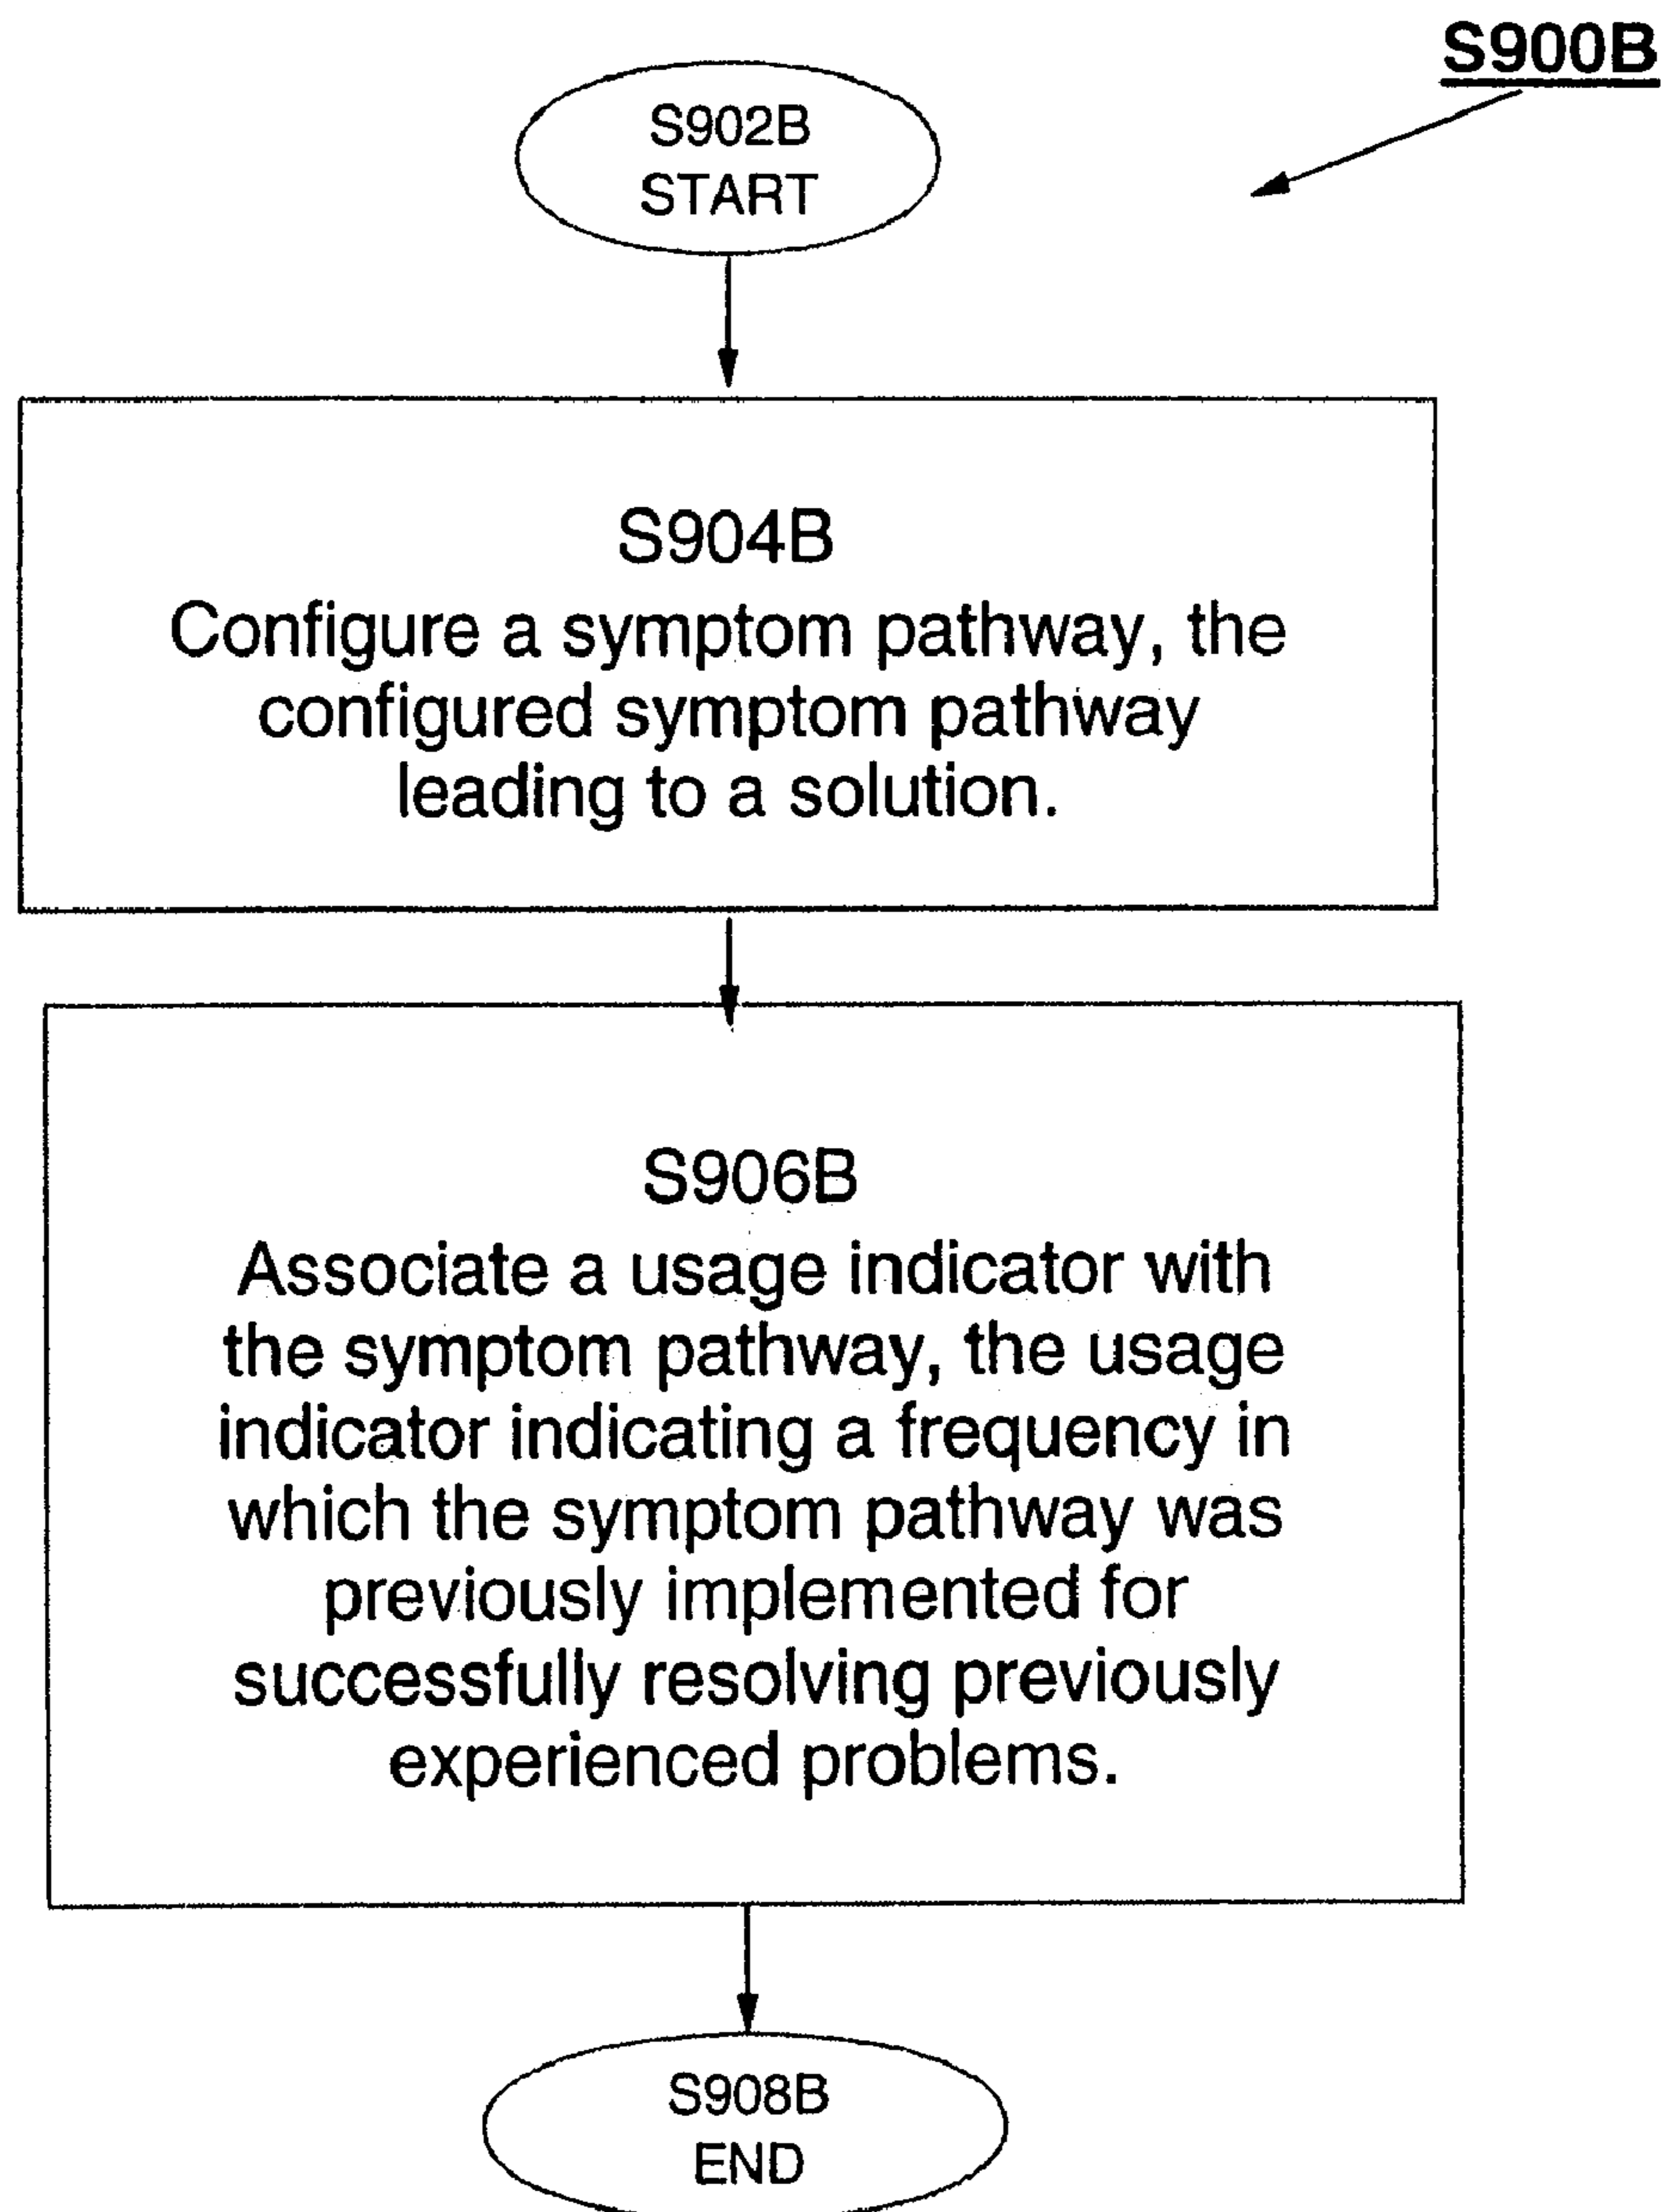 S900B
S902B
START
S904B
Configure a symptom pathway, the
configured symptom pathway
leading to a solution.
S906B
Associate a usage indicator with
the symptom pathway, the usage
indicator indicating a frequency in
which the symptom pathway was
previously implemented for
successfully resolving previously
experienced problems.
S908B
END